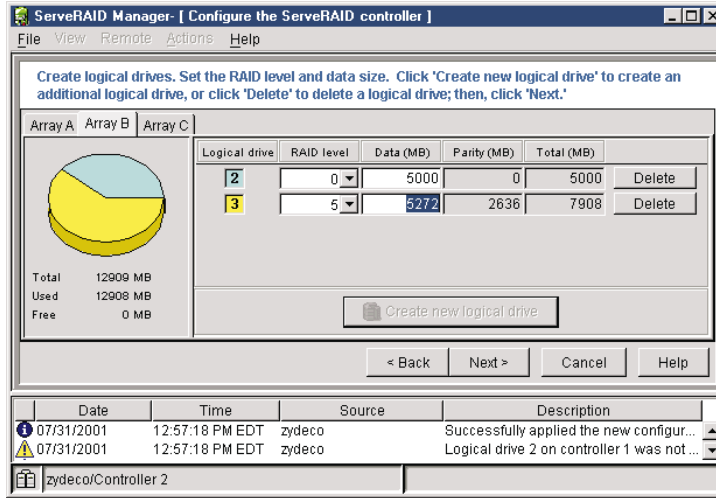 ServeRAID Manager- [ Configure the ServeRAID controller ]
File View Remote Actions Help
Create logical drives. Set the RAID level and data size. Click 'Create new logical drive' to create an
additional logical drive, or click 'Delete' to delete a logical drive; then, click 'Next.'
Array A Array B Array C
Logical drive RAID level Data (MB) Parity (MB) Total (MB)
2 0 5000 0 5000 Delete
3 5 5272 2636 7908 Delete
Total 12909 MB
Used 12908 MB
Free 0 MB
Create new logical drive
< Back Next > Cancel Help
Date Time Source Description
07/31/2001 12:57:18 PM EDT zydeco Successfully applied the new configur...
07/31/2001 12:57:18 PM EDT zydeco Logical drive 2 on controller 1 was not ...
zydeco/Controller 2